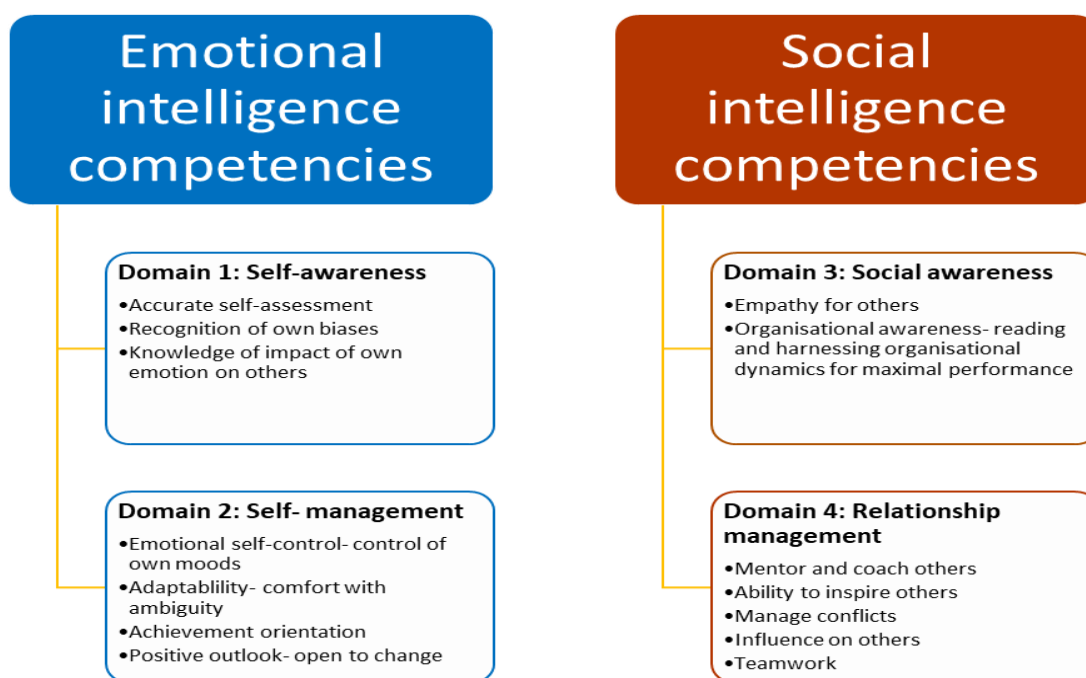 Emotional
intelligence
competencies
Domain 1: Self-awareness
•Accurate self-assessment
•Recognition of own biases
•Knowledge of impact of own
emotion on others
Domain 2: Self- management
•Emotional self-control- control of
own moods
•Adaptablility- comfort with
ambiguity
•Achievement orientation
•Positive outlook- open to change
Social
intelligence
competencies
Domain 3: Social awareness
•Empathy for others
•Organisational awareness- reading
and harnessing organisational
dynamics for maximal performance
Domain 4: Relationship
management
•Mentor and coach others
•Ability to inspire others
•Manage conflicts
•Influence on others
•Teamwork